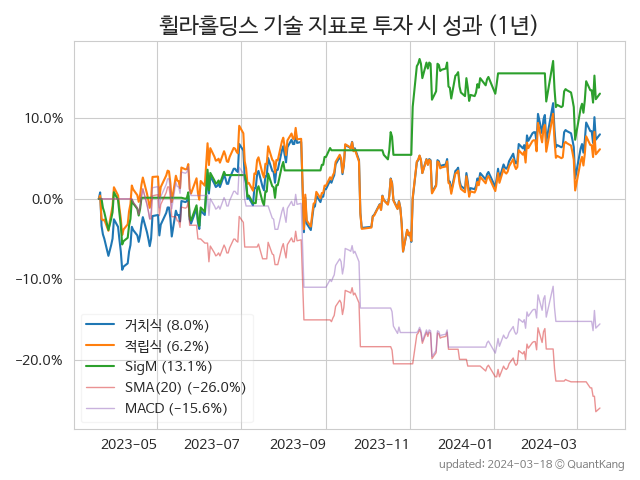 휠라홀딩스 기술 지표로 투자 시 성과 (1년)
10.0%
0.0%
−10.0%
−20.0%
거치식 (8.0%)
적립식 (6.2%)
SigM (13.1%)
SMA(20) (−26.0%)
MACD (−15.6%)
2023-05 2023-07 2023-09 2023-11 2024-01 2024-03
updated: 2024-03-18 © QuantKang